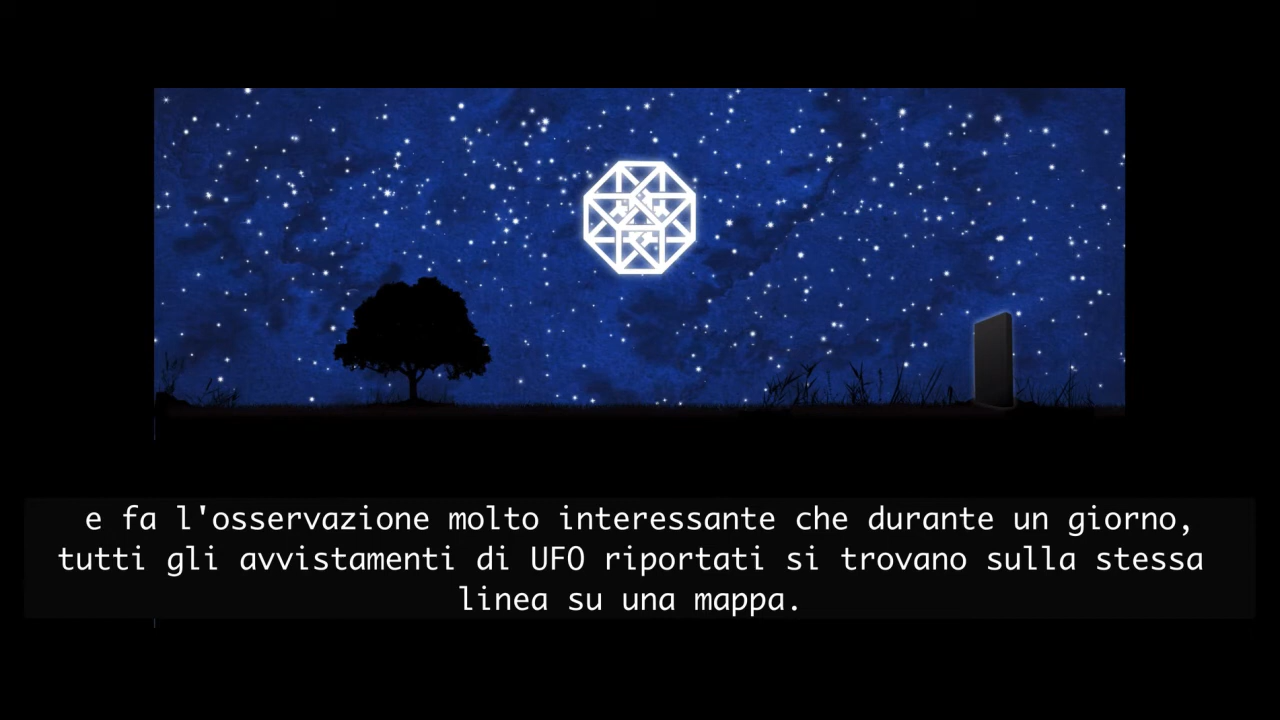 e fa l'osservazione molto interessante che durante un giorno,
tutti gli avvistamenti di UFO riportati si trovano sulla stessa
linea su una mappa.